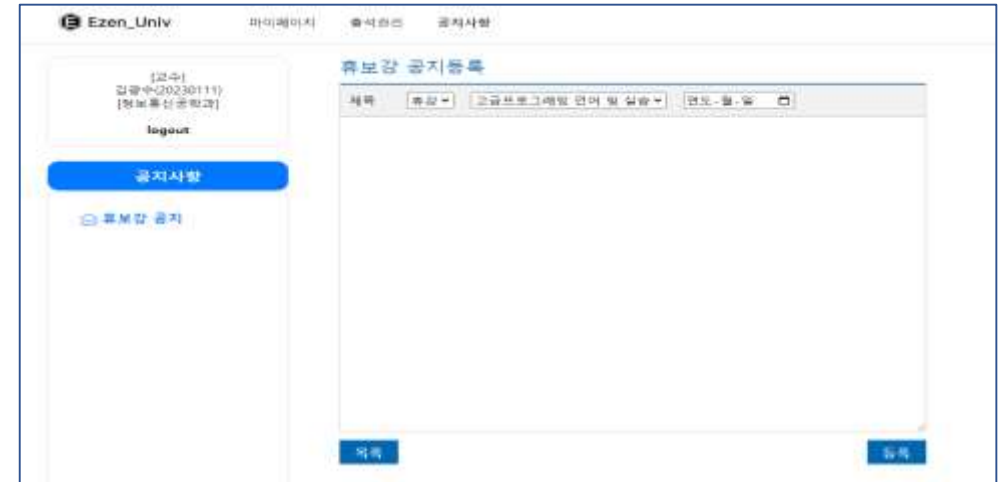 Ezen_Univ
마이페이지 출석관리 공지사항
[교수]
김광수(20230111)
[정보통신공학과]
logout
공지사항
휴보강 공지
휴보강 공지등록
제목 휴강 고급프로그래밍 언어 및 실습 연도-월-일
목록 등록